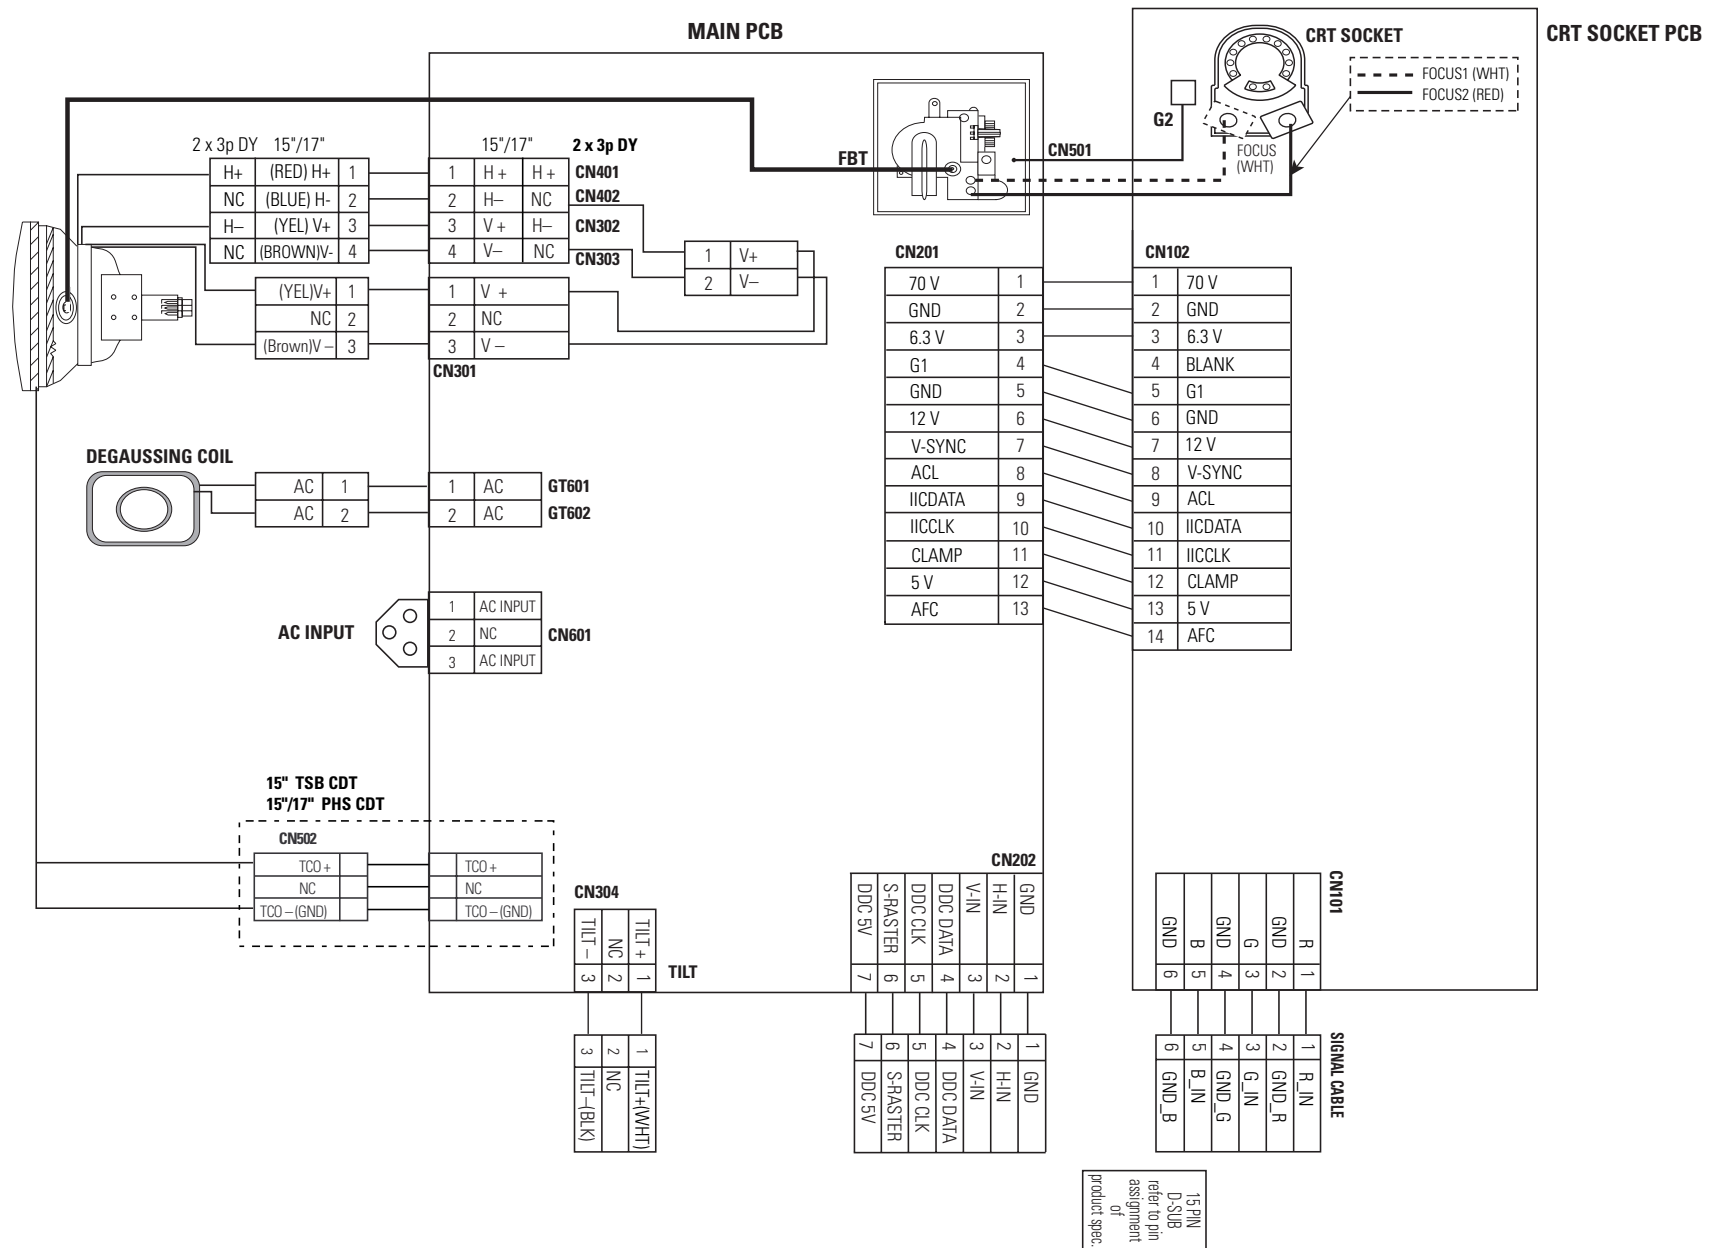 MAIN PCB
CRT SOCKET PCB
CRT SOCKET
FOCUS1 (WHT)
FOCUS2 (RED)
G2
FOCUS
(WHT)
FBT
CN501
2 x 3p DY 15"/17"
H+ (RED) H+ 1
NC (BLUE) H- 2
H– (YEL) V+ 3
NC (BROWN)V- 4
15"/17" 2 x 3p DY
1 H + H + CN401
2 H– NC CN402
3 V + H– CN302
4 V– NC CN303
1 V+
2 V–
(YEL)V+ 1
NC 2
(Brown)V – 3
1 V +
2 NC
3 V –
CN301
DEGAUSSING COIL
AC 1
AC 2
1 AC GT601
2 AC GT602
AC INPUT
1 AC INPUT
2 NC
3 AC INPUT
CN601
CN201
70 V 1
GND 2
6.3 V 3
G1 4
GND 5
12 V 6
V-SYNC 7
ACL 8
IICDATA 9
IICCLK 10
CLAMP 11
5 V 12
AFC 13
CN102
1 70 V
2 GND
3 6.3 V
4 BLANK
5 G1
6 GND
7 12 V
8 V-SYNC
9 ACL
10 IICDATA
11 IICCLK
12 CLAMP
13 5 V
14 AFC
15" TSB CDT
15"/17" PHS CDT
CN502
TCO +
NC
TCO – (GND)
TCO +
NC
TCO – (GND)
CN304
TILT
TILT + 1
NC 2
TILT – 3
1 TILT+(WHT)
2 NC
3 TILT–(BLK)
CN202
GND 1
H-IN 2
V-IN 3
DDC DATA 4
DDC CLK 5
S-RASTER 6
DDC 5V 7
1 GND
2 H-IN
3 V-IN
4 DDC DATA
5 DDC CLK
6 S-RASTER
7 DDC 5V
CN101
R 1
GND 2
G 3
GND 4
B 5
GND 6
SIGNAL CABLE
1 R_IN
2 GND_R
3 G_IN
4 GND_G
5 B_IN
6 GND_B
15 PIN
D-SUB
refer to pin
assignment
of
product spec.